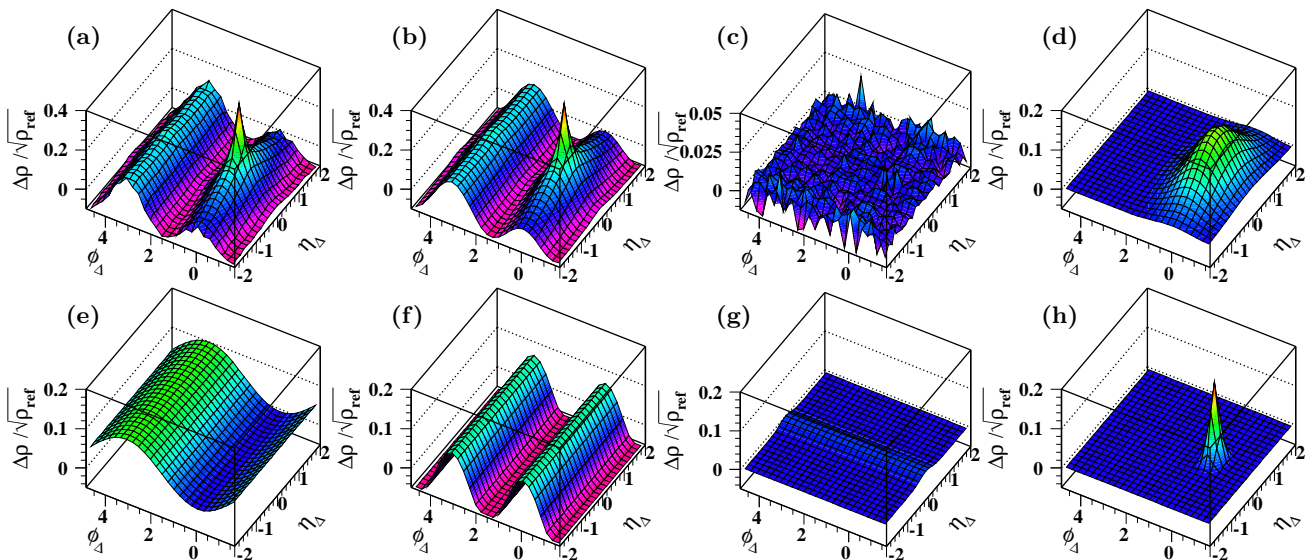 (a) (b) (c) (d)
Δρ /√ρref Δρ /√ρref Δρ /√ρref Δρ /√ρref
0.4 0.4 0.05 0.2
0.2 0.2 0.025 0.1
0 0 0 0
4 2 0 4 2 0 4 2 0 4 2 0
ϕΔ ϕΔ ϕΔ ϕΔ
-2 -1 0 1 2 -2 -1 0 1 2 -2 -1 0 1 2 -2 -1 0 1 2
ηΔ ηΔ ηΔ ηΔ
(e) (f) (g) (h)
Δρ /√ρref Δρ /√ρref Δρ /√ρref Δρ /√ρref
0.2 0.2 0.2 0.2
0.1 0.1 0.1 0.1
0 0 0 0
4 2 0 4 2 0 4 2 0 4 2 0
ϕΔ ϕΔ ϕΔ ϕΔ
-2 -1 0 1 2 -2 -1 0 1 2 -2 -1 0 1 2 -2 -1 0 1 2
ηΔ ηΔ ηΔ ηΔ